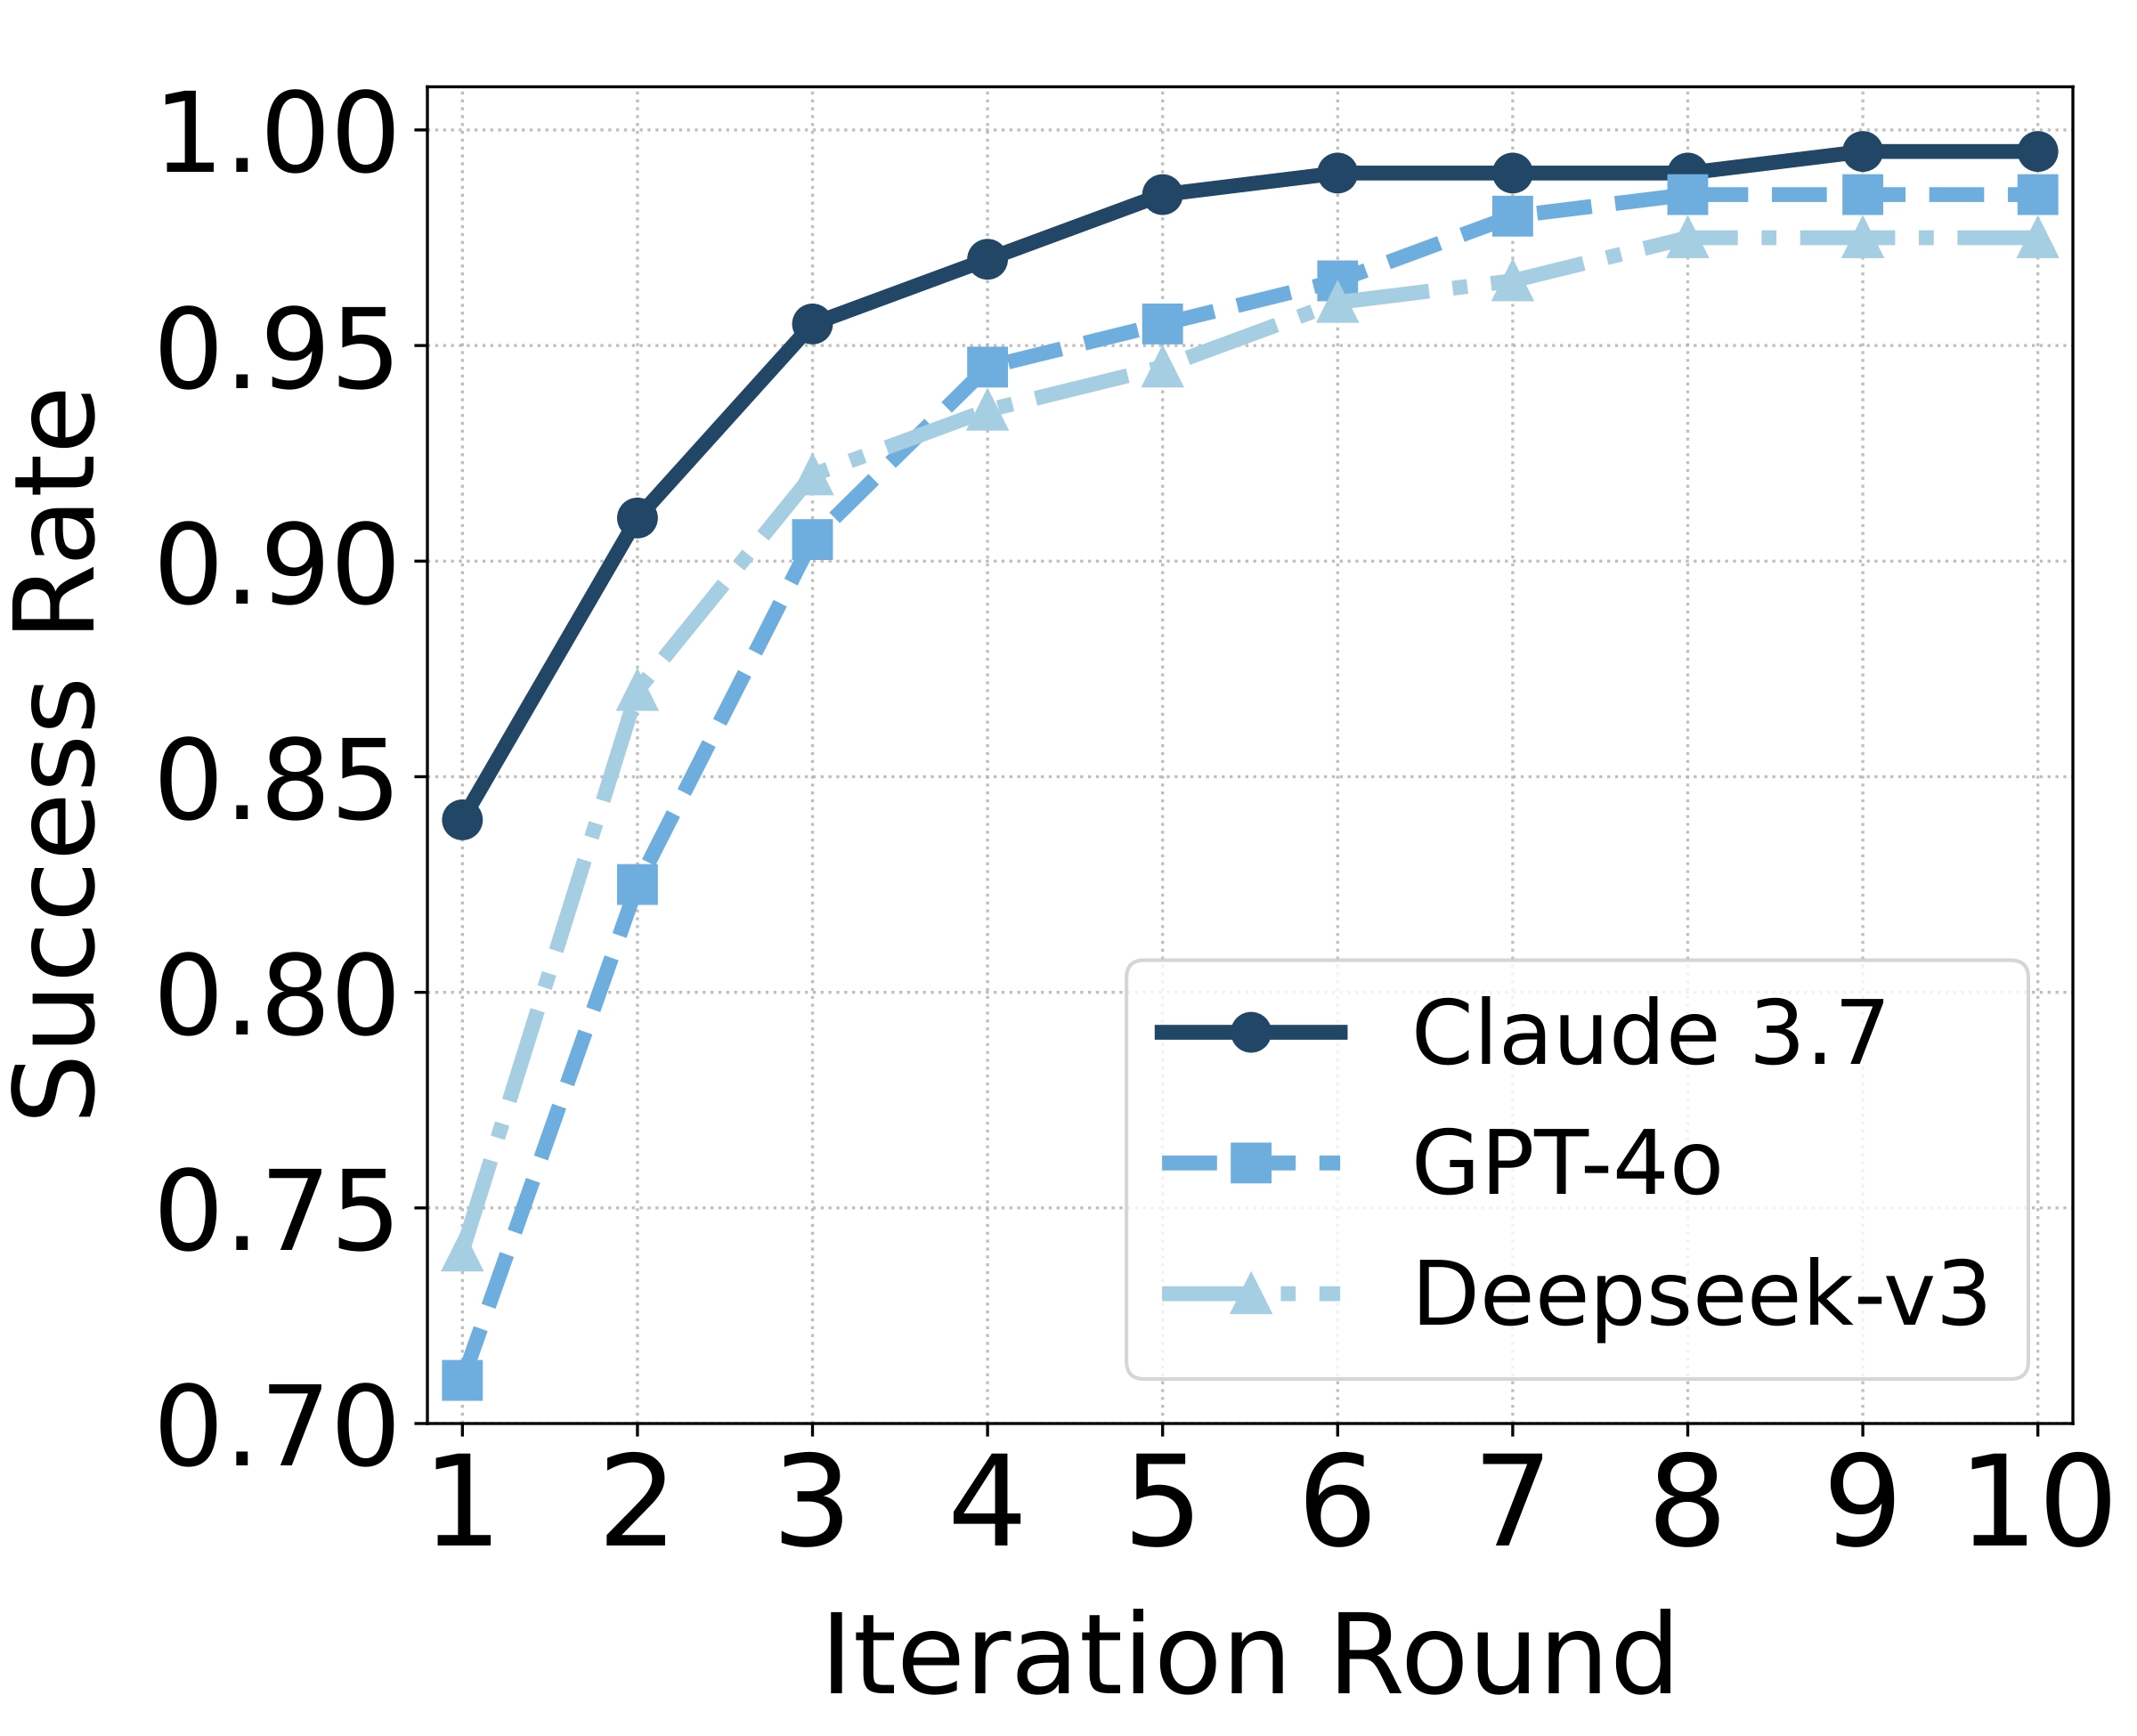 1.00
0.95
0.90
0.85
0.80
0.75
0.70
Success Rate
Claude 3.7
GPT-4o
Deepseek-v3
1 2 3 4 5 6 7 8 9 10
Iteration Round